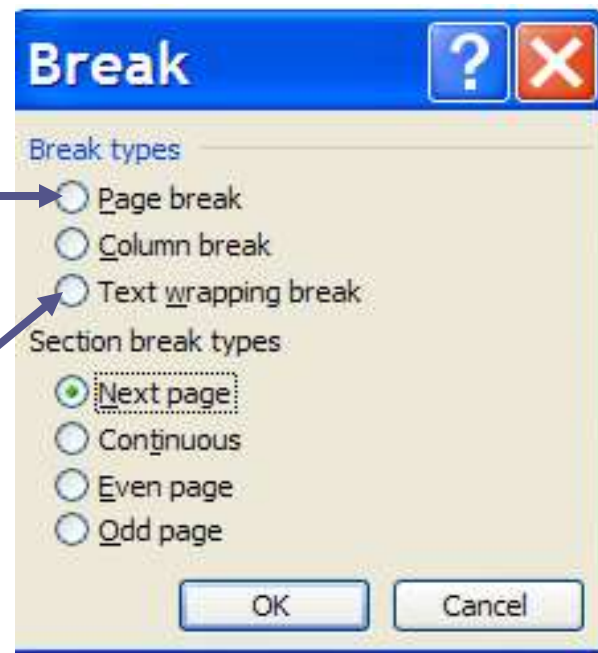 Break
?
Break types
Page break
Column break
Text wrapping break
Section break types
Next page
Continuous
Even page
Odd page
OK Cancel